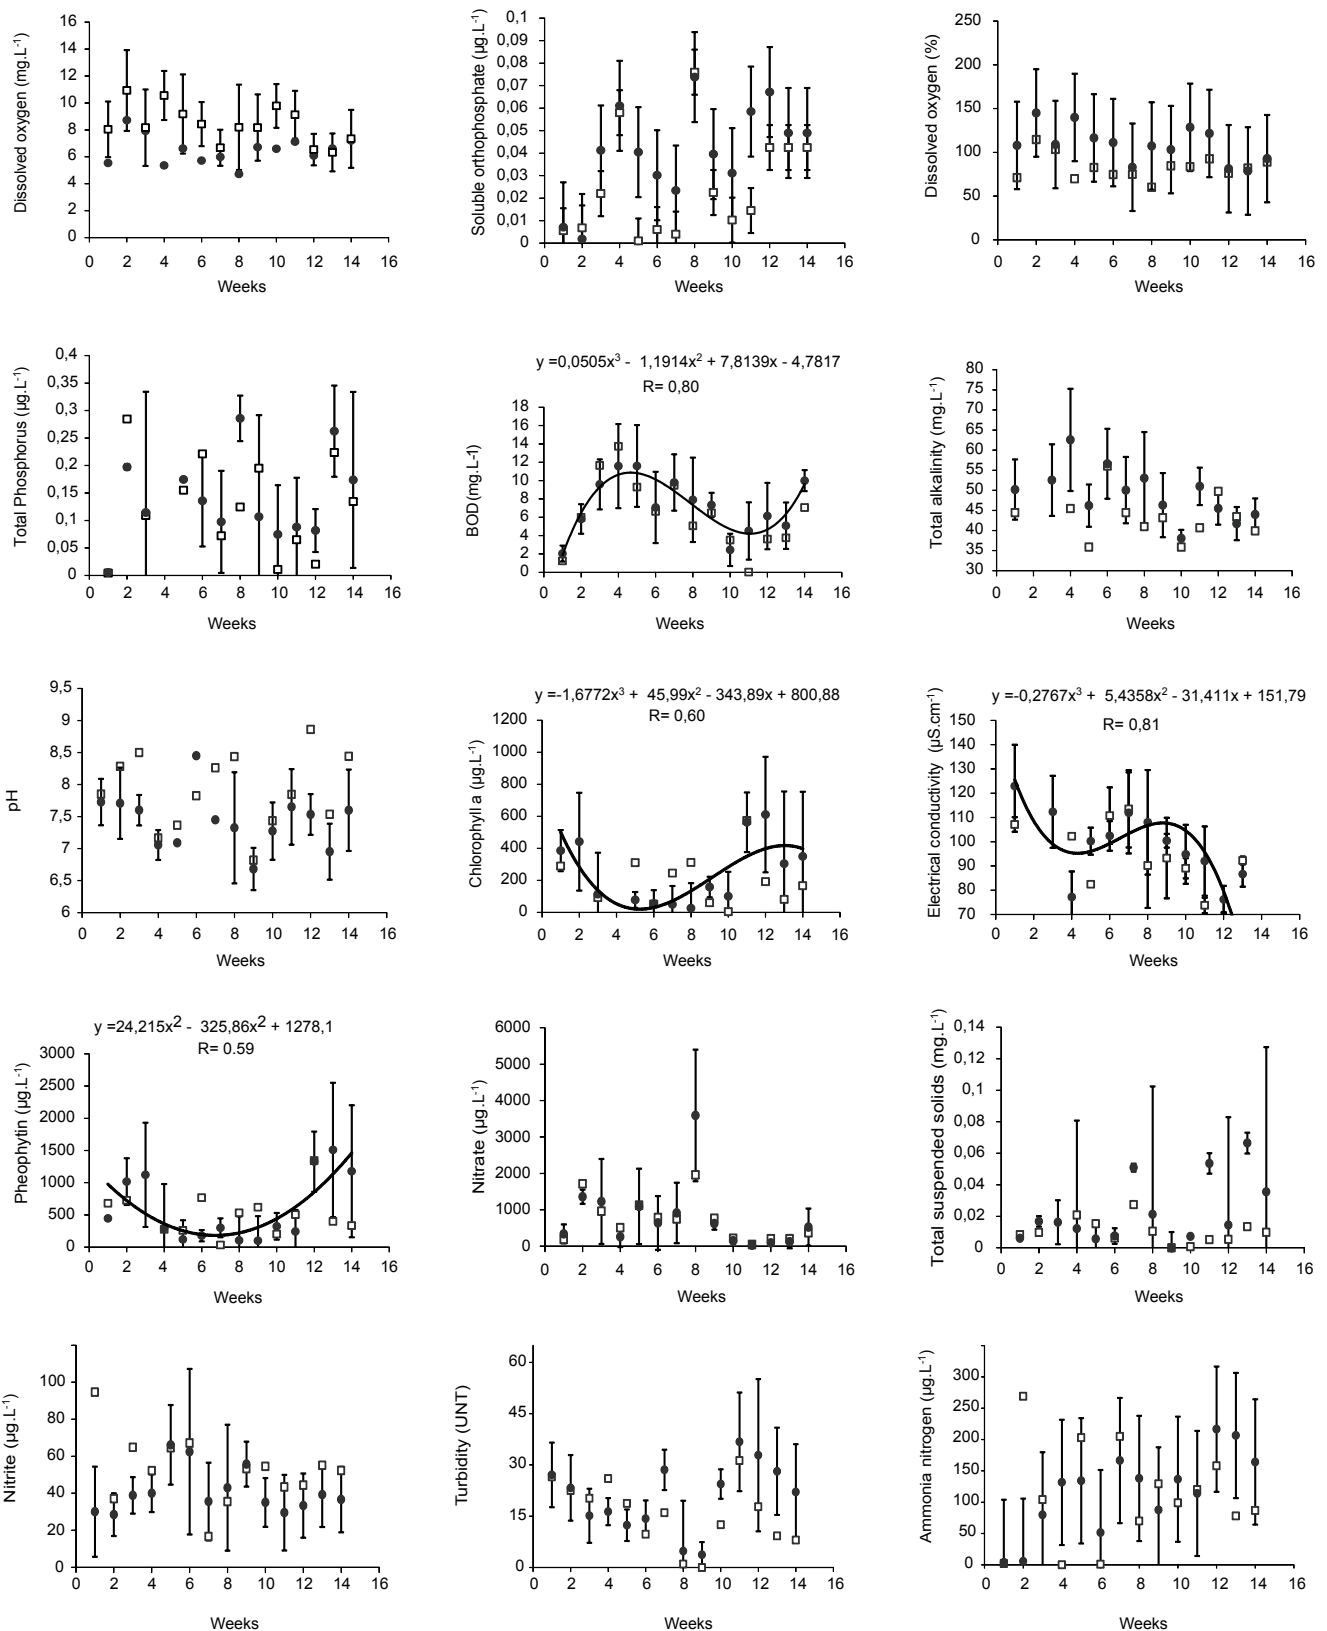 Dissolved oxygen (mg.L-1)
16
14
12
10
8
6
4
2
0
0 2 4 6 8 10 12 14 16
Weeks
Soluble orthophosphate (µg.L-1)
0,1
0,09
0,08
0,07
0,06
0,05
0,04
0,03
0,02
0,01
0
0 2 4 6 8 10 12 14 16
Weeks
Dissolved oxygen (%)
250
200
150
100
50
0
0 2 4 6 8 10 12 14 16
Weeks
Total Phosphorus (µg.L-1)
0,4
0,35
0,3
0,25
0,2
0,15
0,1
0,05
0
0 2 4 6 8 10 12 14 16
Weeks
y =0,0505x3 - 1,1914x2 + 7,8139x - 4,7817
R= 0,80
BOD(mg.L-1)
18
16
14
12
10
8
6
4
2
0
0 2 4 6 8 10 12 14 16
Weeks
Total alkalinity (mg.L-1)
80
75
70
65
60
55
50
45
40
35
30
0 2 4 6 8 10 12 14 16
Weeks
pH
9,5
9
8,5
8
7,5
7
6,5
6
0 2 4 6 8 10 12 14 16
Weeks
y =-1,6772x3 + 45,99x2 - 343,89x + 800,88
R= 0,60
Chlorophyll a (µg.L-1)
1200
1000
800
600
400
200
0
0 2 4 6 8 10 12 14 16
Weeks
y =-0,2767x3 + 5,4358x2 - 31,411x + 151,79
R= 0,81
Electrical conductivity (µS.cm-1)
150
140
130
120
110
100
90
80
70
0 2 4 6 8 10 12 14 16
Weeks
y =24,215x2 - 325,86x2 + 1278,1
R= 0.59
Pheophytin (µg.L-1)
3000
2500
2000
1500
1000
500
0
0 2 4 6 8 10 12 14 16
Weeks
Nitrate (µg.L-1)
6000
5000
4000
3000
2000
1000
0
0 2 4 6 8 10 12 14 16
Weeks
Total suspended solids (mg.L-1)
0,14
0,12
0,1
0,08
0,06
0,04
0,02
0
0 2 4 6 8 10 12 14 16
Weeks
Nitrite (µg.L-1)
100
80
60
40
20
0
0 2 4 6 8 10 12 14 16
Weeks
Turbidity (UNT)
60
45
30
15
0
0 2 4 6 8 10 12 14 16
Weeks
Ammonia nitrogen (µg.L-1)
300
250
200
150
100
50
0
0 2 4 6 8 10 12 14 16
Weeks